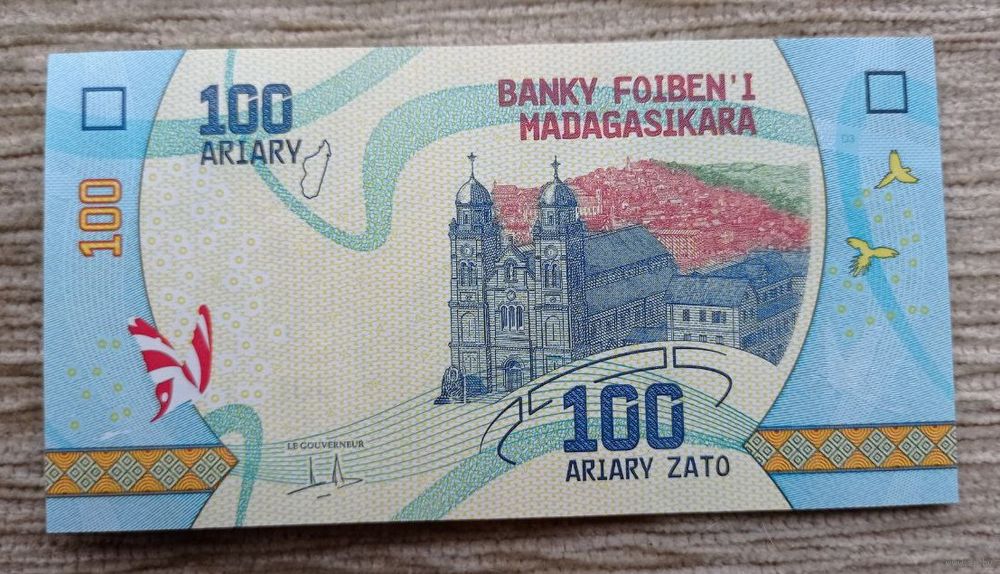 100
ARIARY
BANKY FOIBEN'I
MADAGASIKARA
100
LE GOUVERNEUR
100
ARIARY ZATO